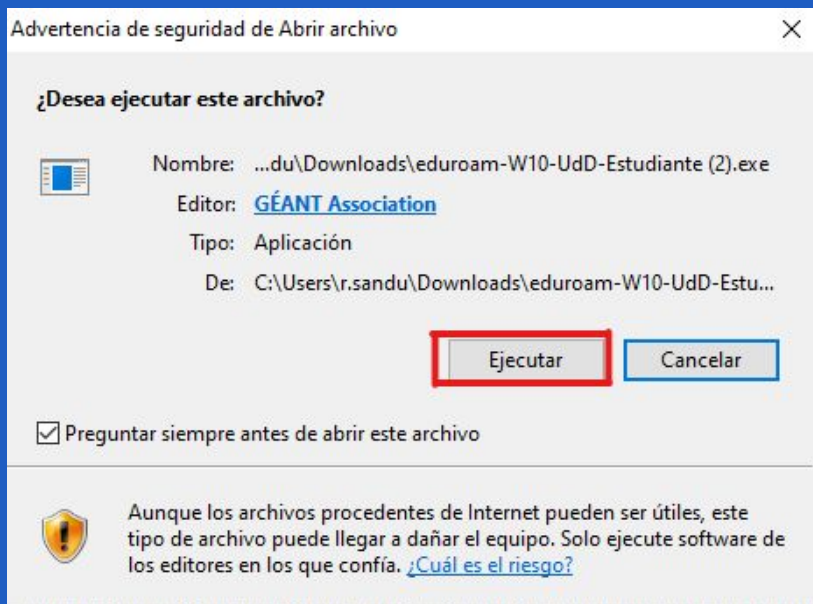 Advertencia de seguridad de Abrir archivo
¿Desea ejecutar este archivo?
Nombre: ...du\Downloads\eduroam-W10-UdD-Estudiante (2).exe
Editor: GÉANT Association
Tipo: Aplicación
De: C:\Users\r.sandu\Downloads\eduroam-W10-UdD-Estu...
Ejecutar Cancelar
Preguntar siempre antes de abrir este archivo
Aunque los archivos procedentes de Internet pueden ser útiles, este
tipo de archivo puede llegar a dañar el equipo. Solo ejecute software de
los editores en los que confía. ¿Cuál es el riesgo?